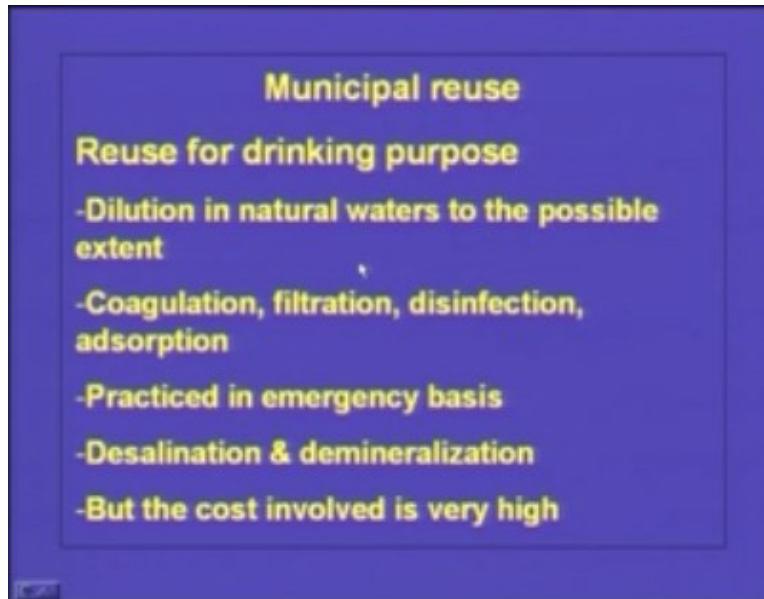 Municipal reuse
Reuse for drinking purpose
-Dilution in natural waters to the possible
extent
-Coagulation, filtration, disinfection,
adsorption
-Practiced in emergency basis
-Desalination & demineralization
-But the cost involved is very high